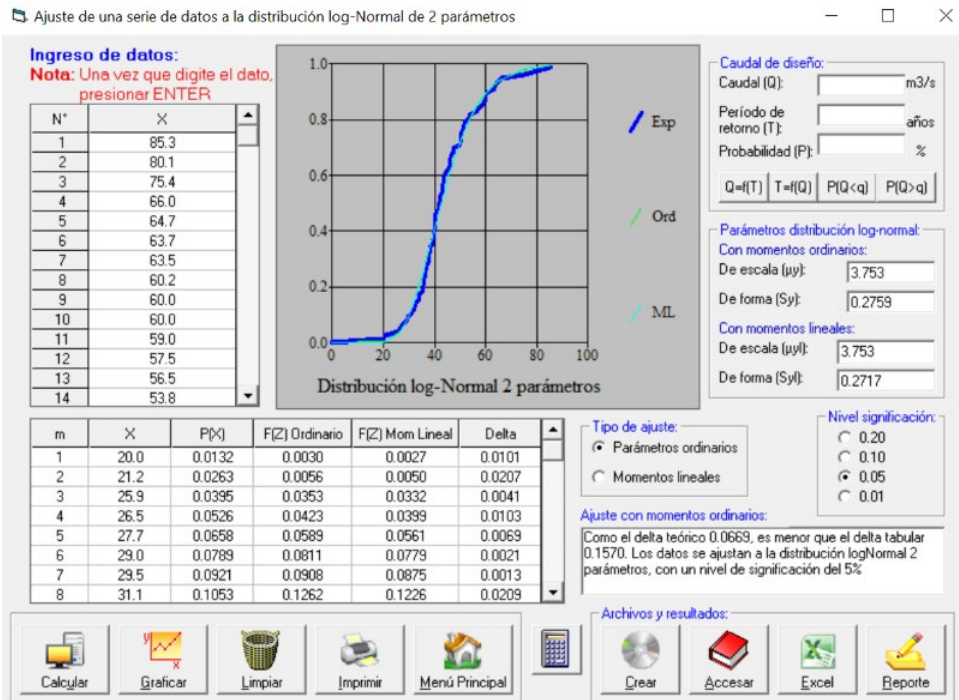 Ajuste de una serie de datos a la distribución log-Normal de 2 parámetros
Ingreso de datos:
Nota: Una vez que digite el dato,
presionar ENTER
N° X
1 85.3
2 80.1
3 75.4
4 66.0
5 64.7
6 63.7
7 63.5
8 60.2
9 60.0
10 60.0
11 59.0
12 57.5
13 56.5
14 53.8
1.0
0.8
0.6
0.4
0.2
0.0
0 20 40 60 80 100
Distribución log-Normal 2 parámetros
Exp
Ord
ML
Caudal de diseño:
Caudal (Q): m3/s
Período de
retorno (T): años
Probabilidad (P): %
Q=f(T) T=f(Q) P(Q<q) P(Q>q)
Parámetros distribución log-normal:
Con momentos ordinarios:
De escala (μy): 3.753
De forma (Sy): 0.2759
Con momentos lineales:
De escala (μyl): 3.753
De forma (Syl): 0.2717
m X P(X) F(Z) Ordinario F(Z) Mom Lineal Delta
1 20.0 0.0132 0.0030 0.0027 0.0101
2 21.2 0.0263 0.0056 0.0050 0.0207
3 25.9 0.0395 0.0353 0.0332 0.0041
4 26.5 0.0526 0.0423 0.0399 0.0103
5 27.7 0.0658 0.0589 0.0561 0.0069
6 29.0 0.0789 0.0811 0.0779 0.0021
7 29.5 0.0921 0.0908 0.0875 0.0013
8 31.1 0.1053 0.1262 0.1226 0.0209
Tipo de ajuste:
Parámetros ordinarios
Momentos lineales
Nivel significación:
0.20
0.10
0.05
0.01
Ajuste con momentos ordinarios:
Como el delta teórico 0.0669, es menor que el delta tabular
0.1570. Los datos se ajustan a la distribución logNormal 2
parámetros, con un nivel de significación del 5%
Calcular Graficar Limpiar Imprimir Menú Principal
Archivos y resultados:
Crear Accesar Excel Reporte